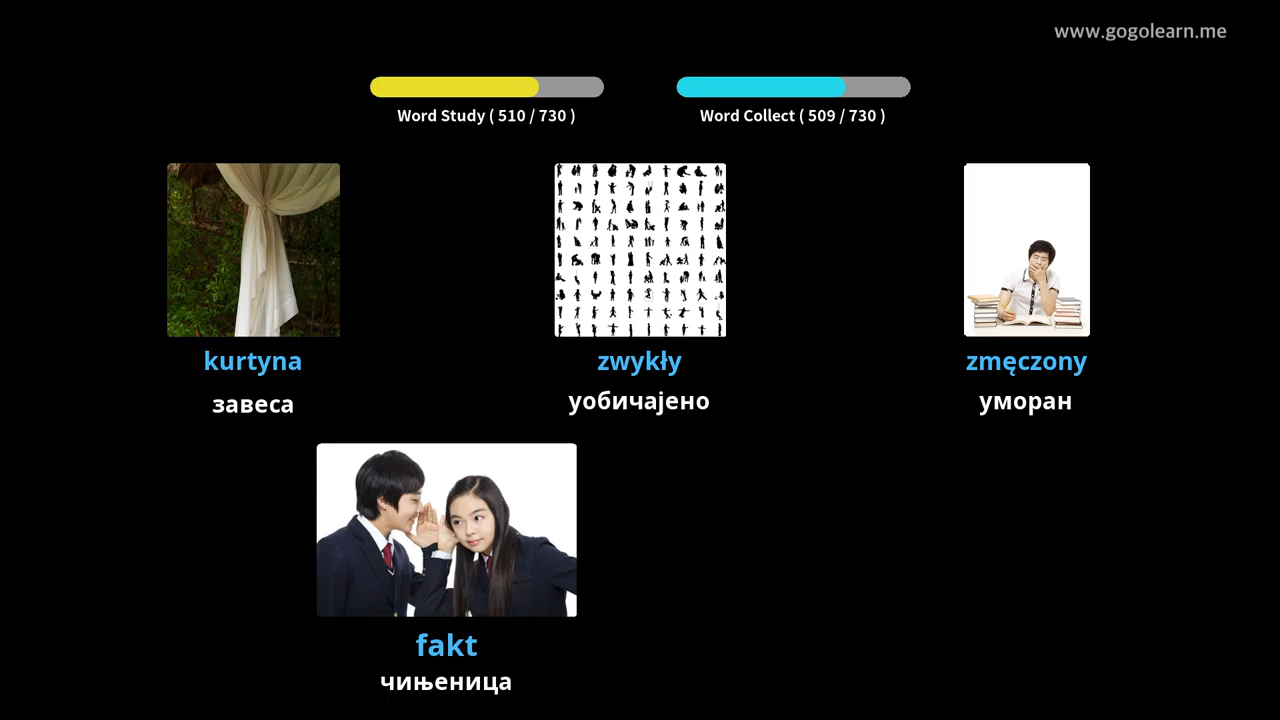 www.gogolearn.me
Word Study ( 510 / 730 )
Word Collect ( 509 / 730 )
kurtyna
завеса
zwykły
уобичајено
zmęczony
уморан
fakt
чињеница